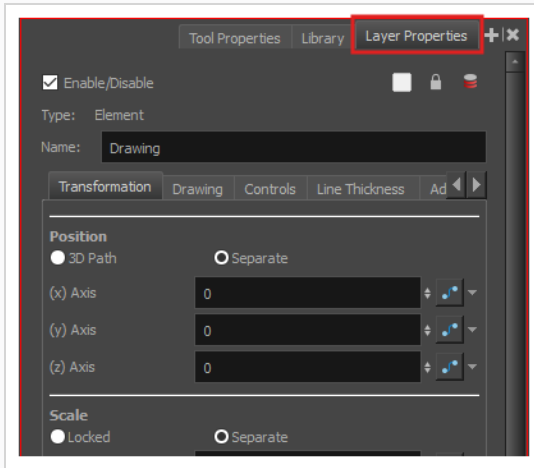 Tool Properties Library Layer Properties
Enable/Disable
Type: Element
Name: Drawing
Transformation Drawing Controls Line Thickness Ad
Position
3D Path Separate
(x) Axis 0
(y) Axis 0
(z) Axis 0
Scale
Locked Separate